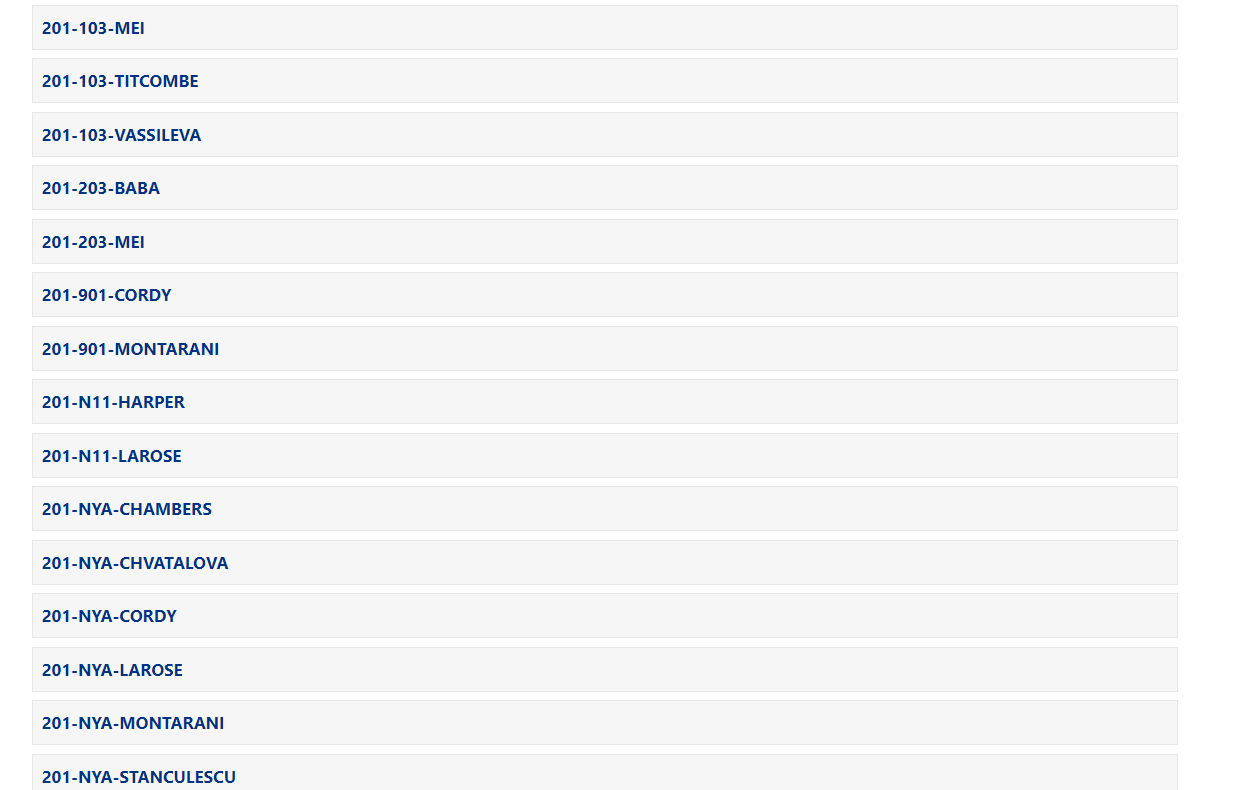 201-103-MEI
201-103-TITCOMBE
201-103-VASSILEVA
201-203-BABA
201-203-MEI
201-901-CORDY
201-901-MONTARANI
201-N11-HARPER
201-N11-LAROSE
201-NYA-CHAMBERS
201-NYA-CHVATALOVA
201-NYA-CORDY
201-NYA-LAROSE
201-NYA-MONTARANI
201-NYA-STANCULESCU